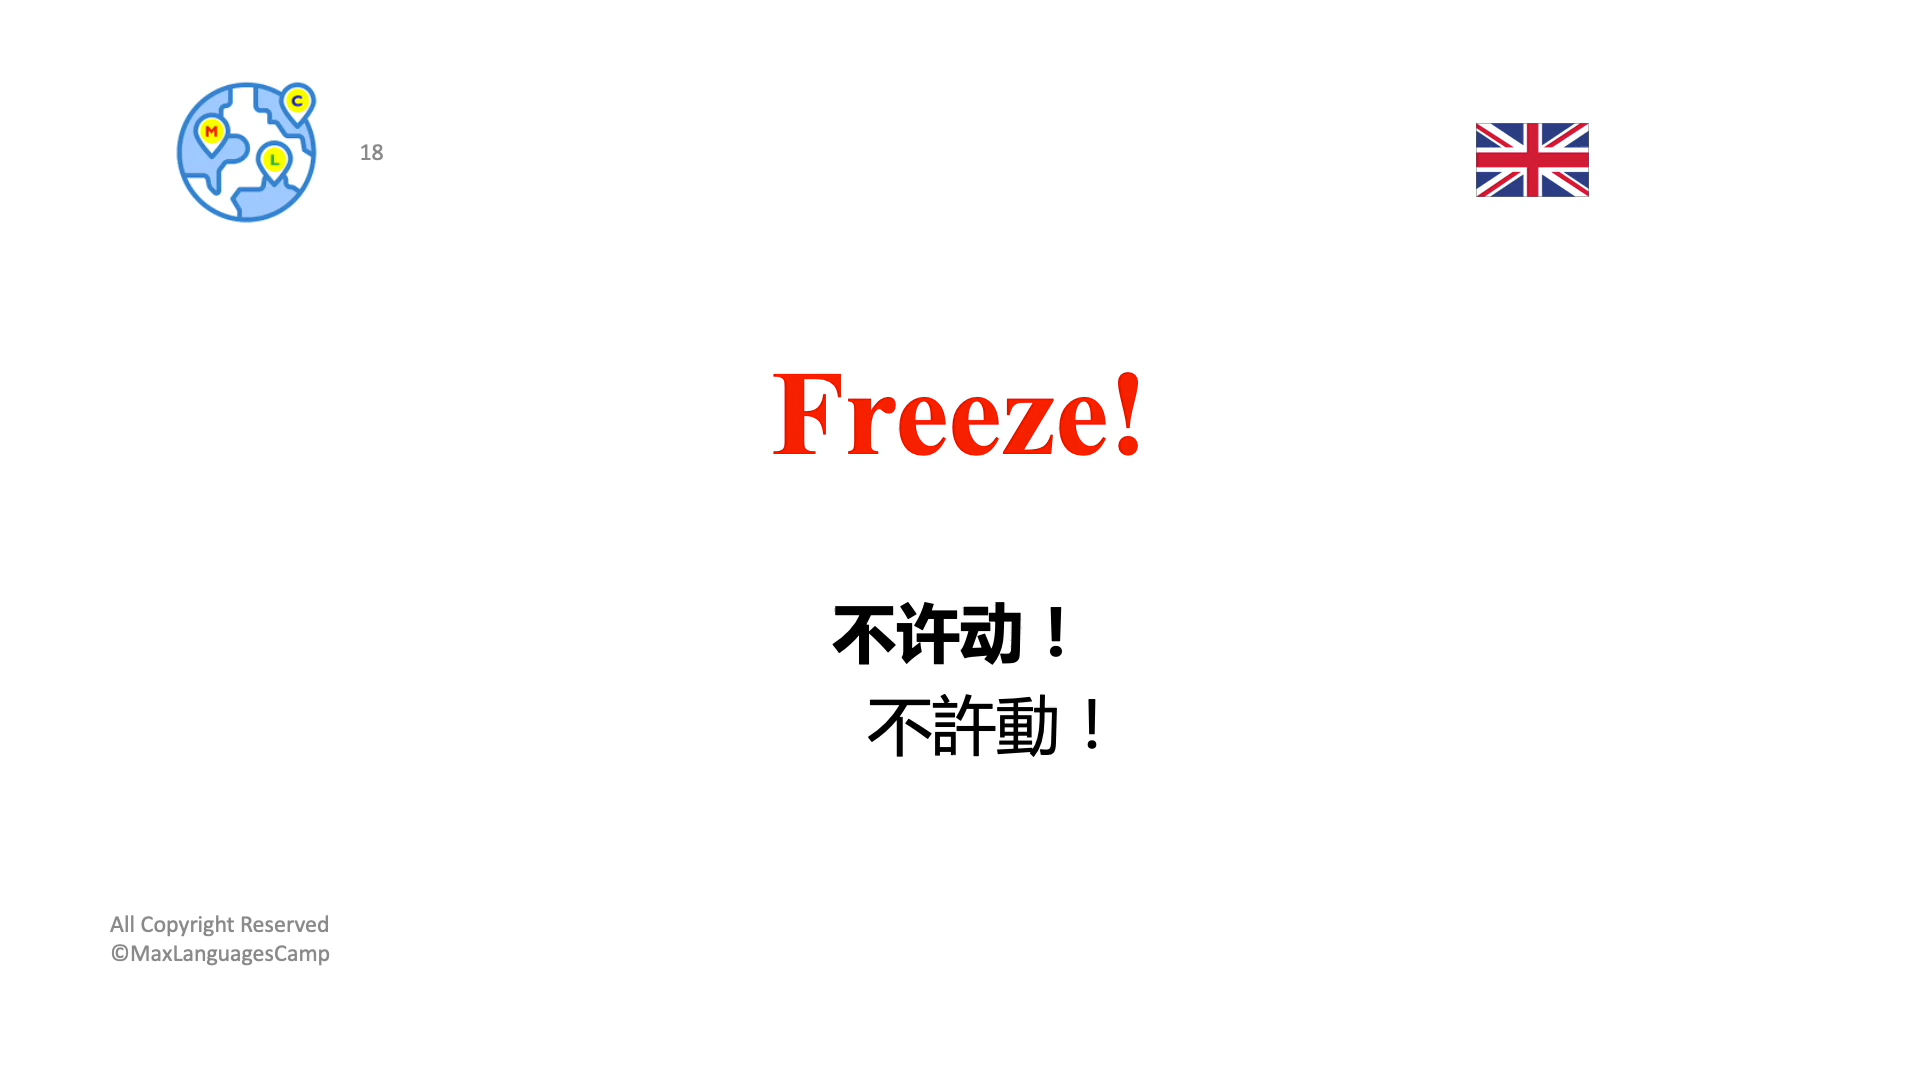 C
M
L
18
Freeze!
不许动！
不許動！
All Copyright Reserved
©MaxLanguagesCamp